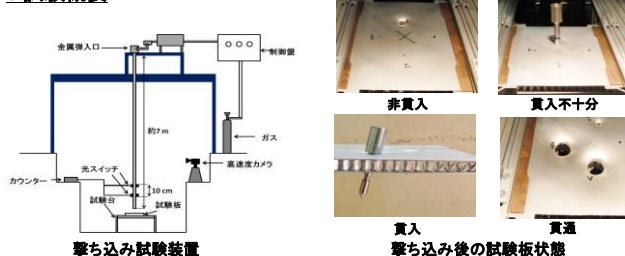 金属弾入口
制御盤
約7 m
ガス
光スイッチ
高速度カメラ
カウンター
10 cm
試験台
試験板
撃ち込み試験装置
非貫入
貫入不十分
貫入
貫通
撃ち込み後の試験板状態